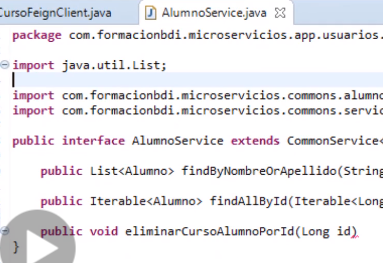 CursoFeignClient.java AlumnoService.java
package com.formacionbdi.microservicios.app.usuarios.
import java.util.List;
import com.formacionbdi.microservicios.commons.alumno
import com.formacionbdi.microservicios.commons.servic
public interface AlumnoService extends CommonService<
public List<Alumno> findByNombreOrApellido(String
public Iterable<Alumno> findAllById(Iterable<Long
public void eliminarCursoAlumnoPorId(Long id)
}